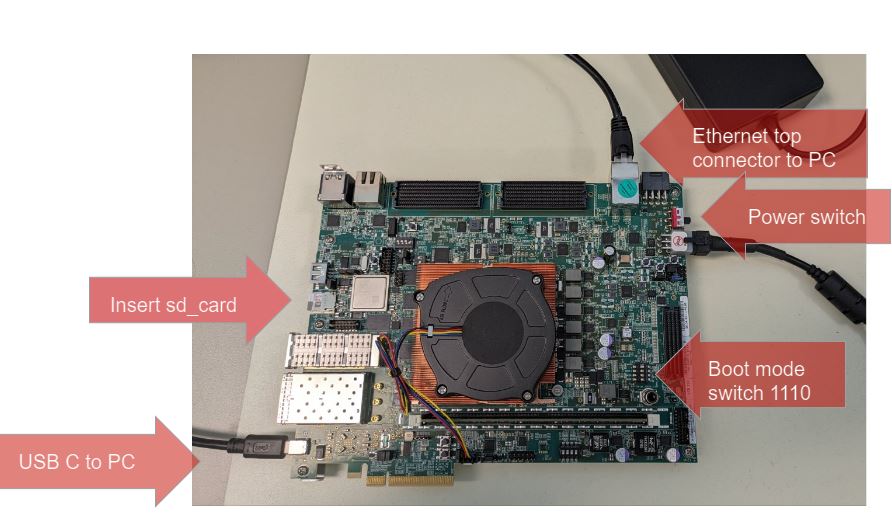 Ethernet top
connector to PC
Power switch
Insert sd_card
Boot mode
switch 1110
USB C to PC